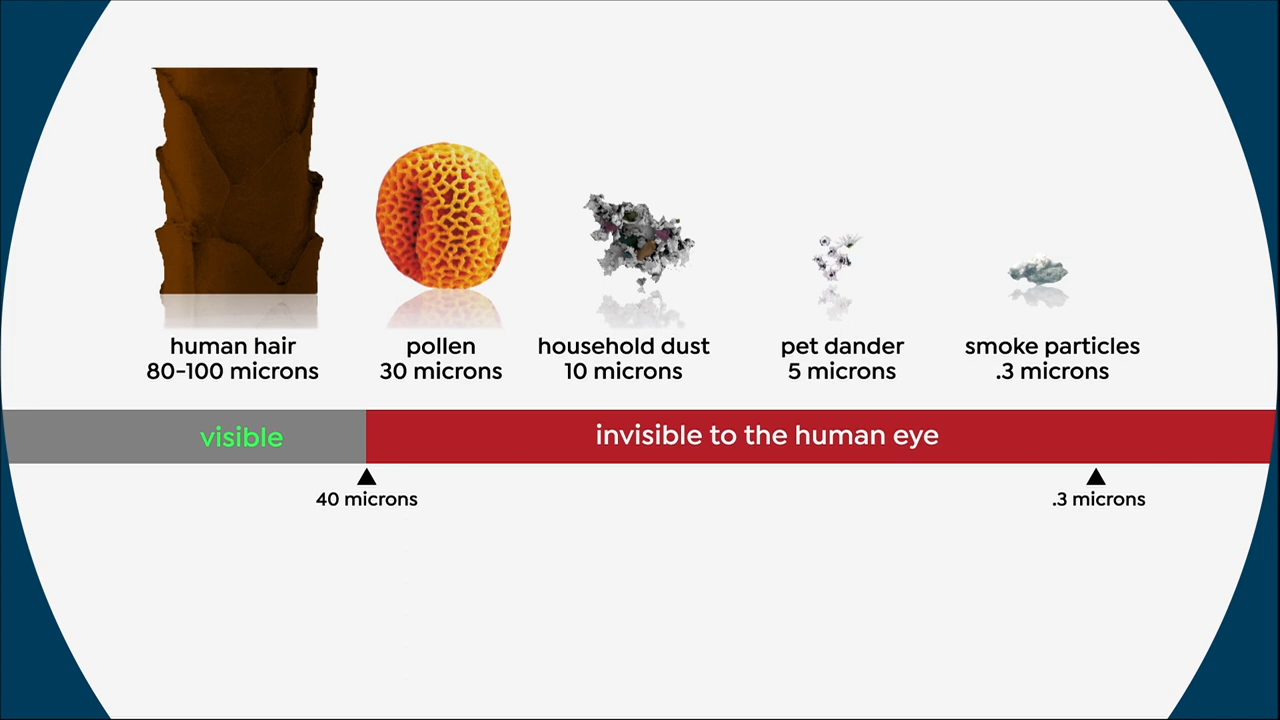 human hair
80-100 microns
pollen
30 microns
household dust
10 microns
pet dander
5 microns
smoke particles
.3 microns
visible
invisible to the human eye
40 microns
.3 microns